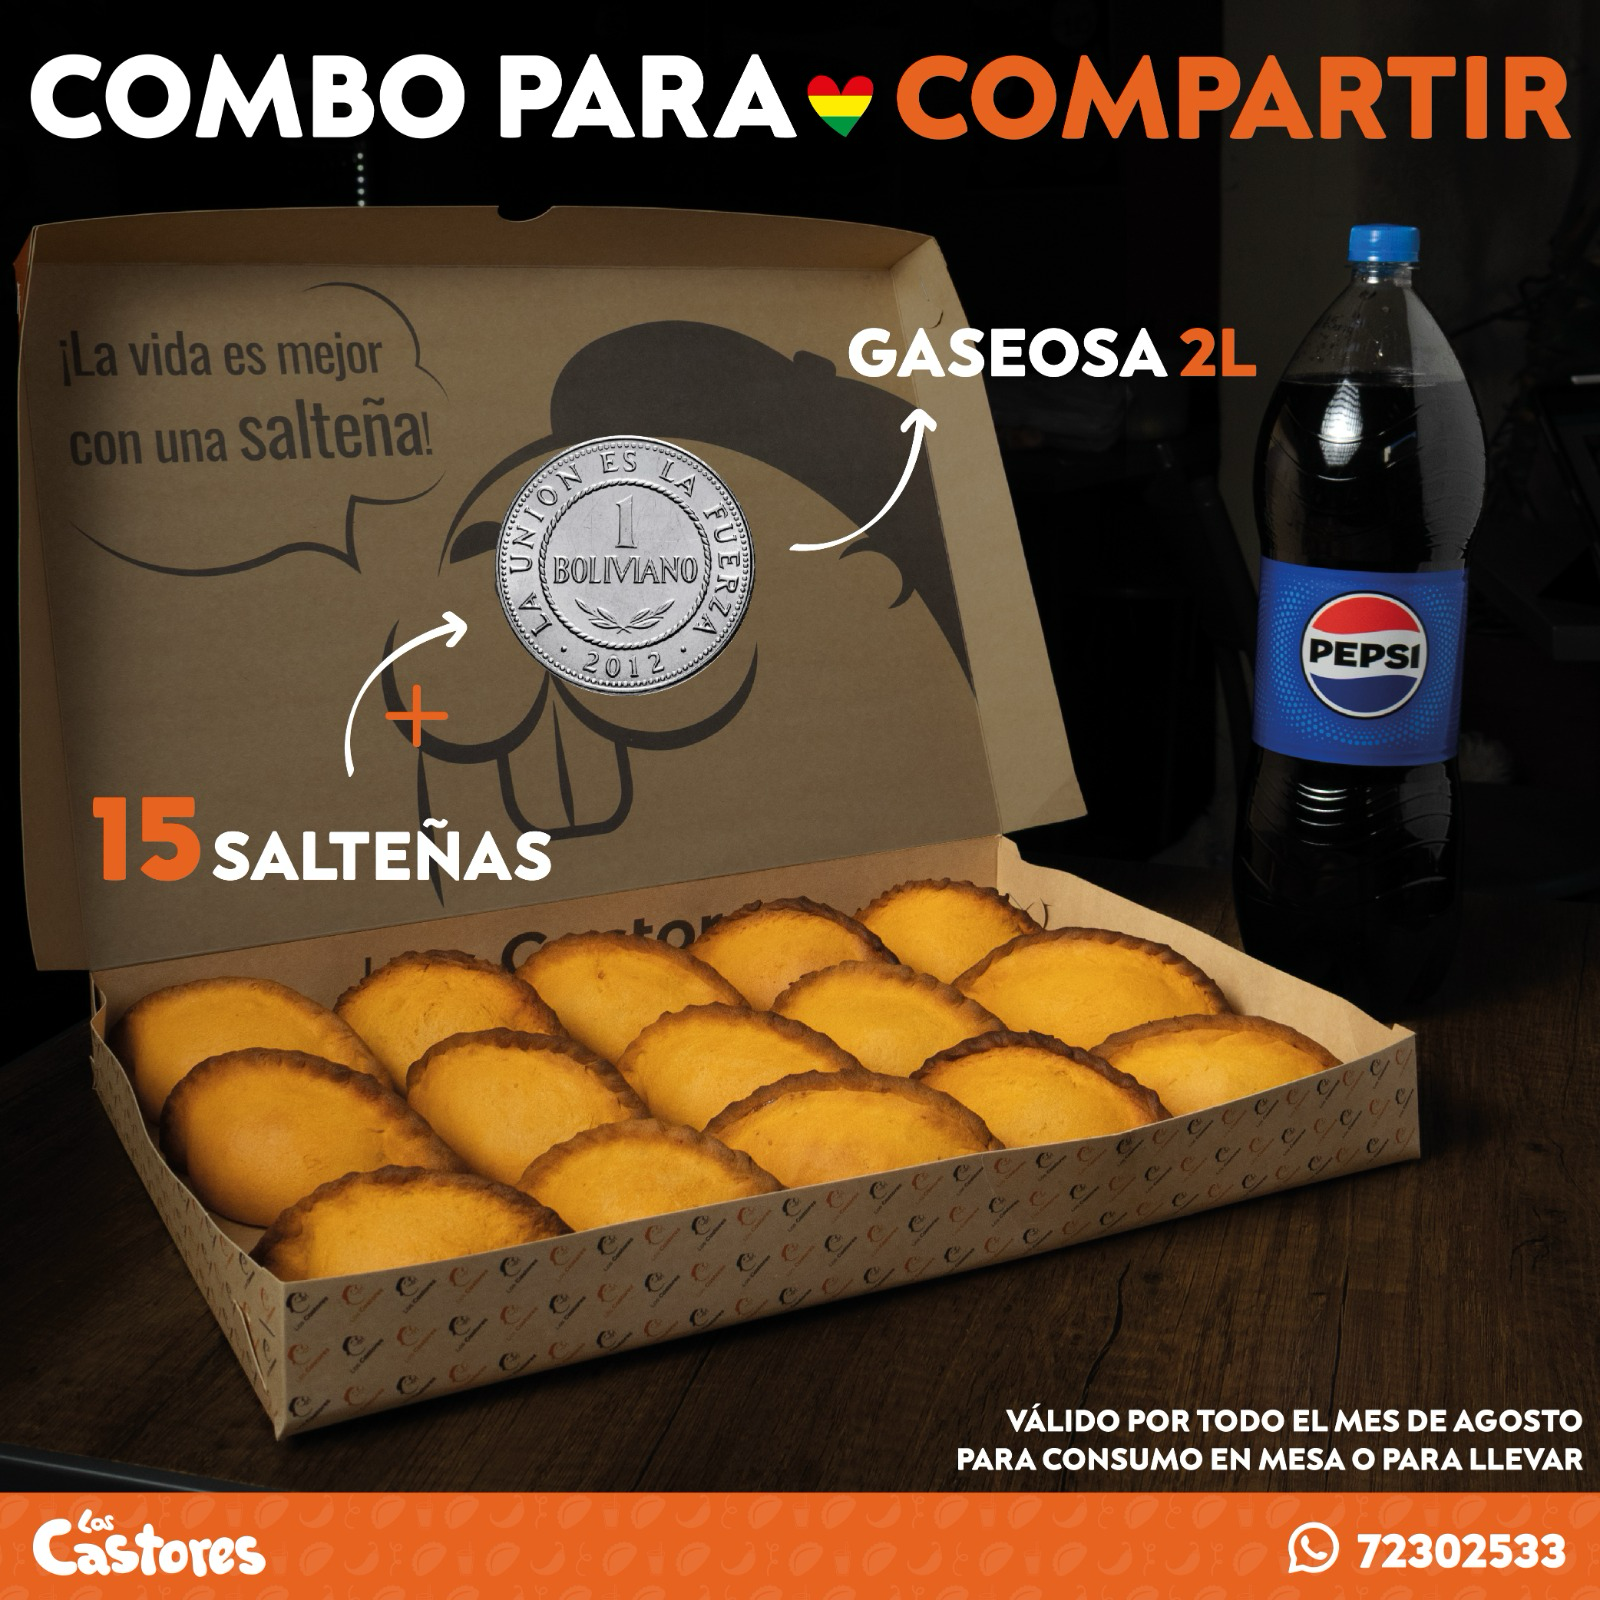 COMBO PARA COMPARTIR
¡La vida es mejor
con una salteña!
GASEOSA 2L
LA UNION ES LA FUERZA
1
BOLIVIANO
2012
PEPSI
+
15 SALTEÑAS
VÁLIDO POR TODO EL MES DE AGOSTO
PARA CONSUMO EN MESA O PARA LLEVAR
Los
Castores
72302533